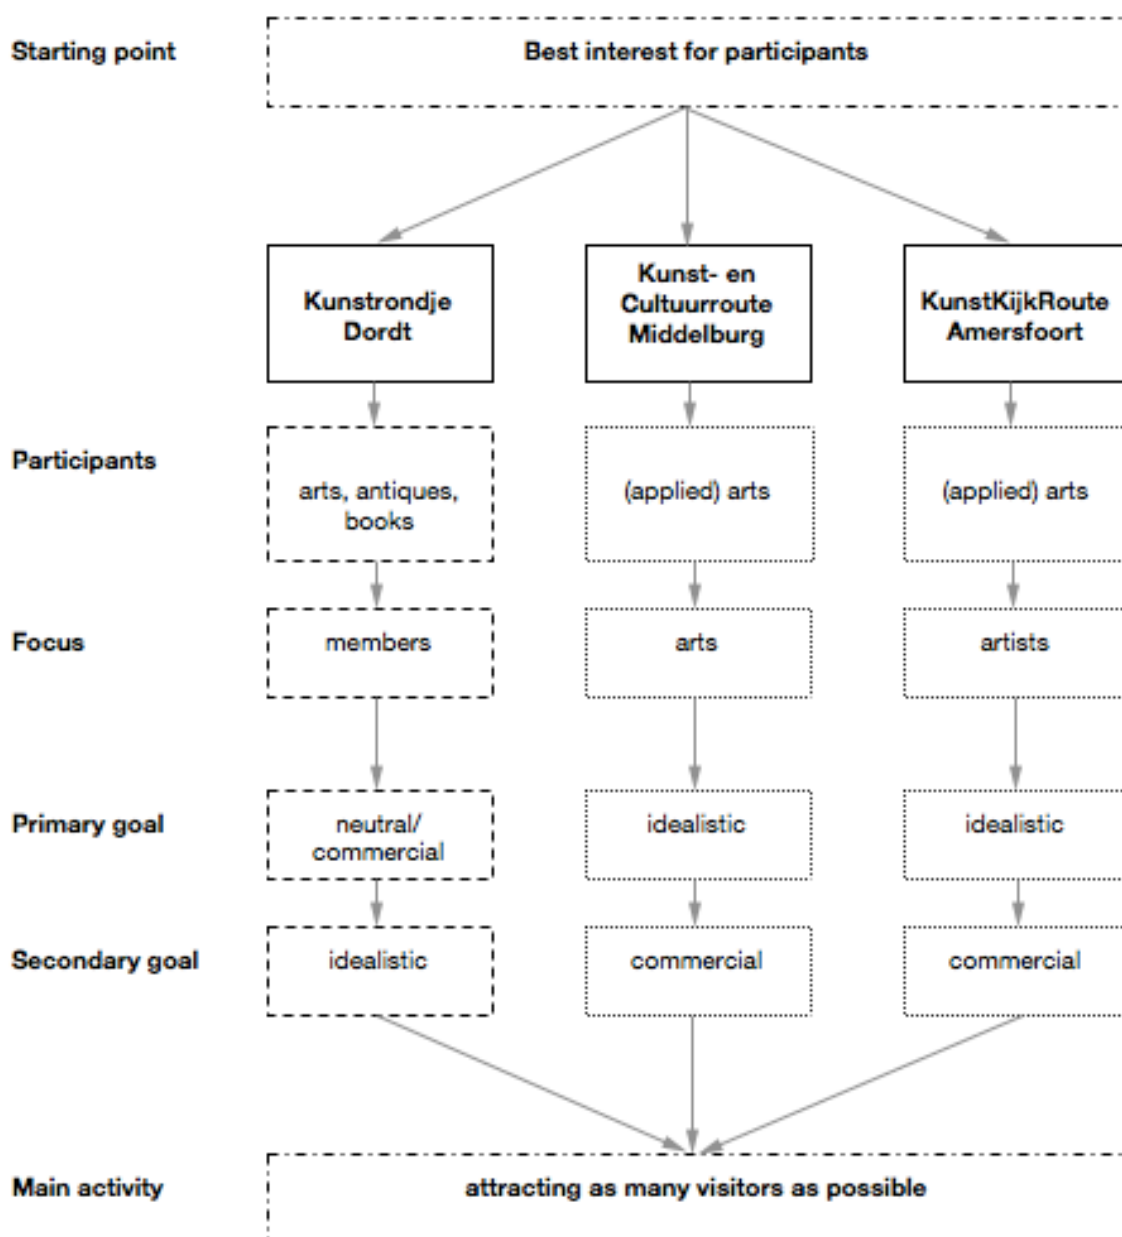 Starting point
Best interest for participants
Kunstrondje
Dordt
Kunst- en
Cultuurroute
Middelburg
KunstKijkRoute
Amersfoort
Participants
arts, antiques,
books
(applied) arts
(applied) arts
Focus
members
arts
artists
Primary goal
neutral/
commercial
idealistic
idealistic
Secondary goal
idealistic
commercial
commercial
Main activity
attracting as many visitors as possible